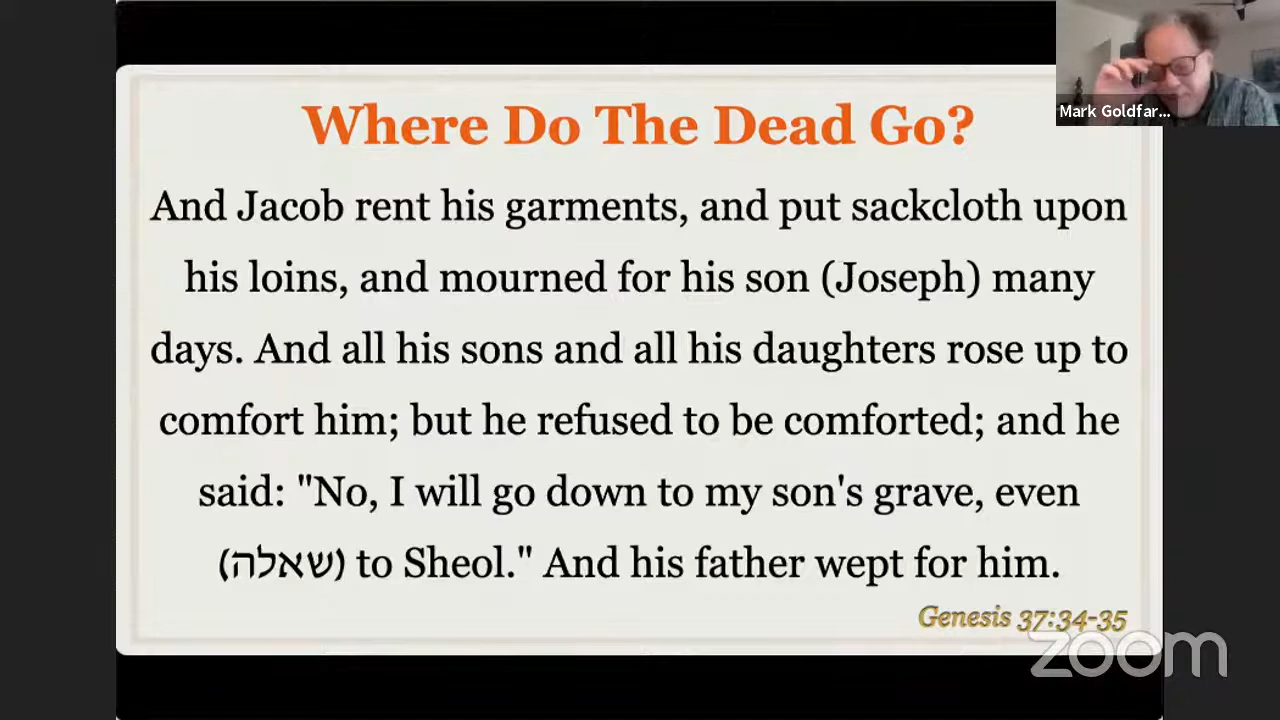 Where Do The Dead Go?
Mark Goldfar...
And Jacob rent his garments, and put sackcloth upon
his loins, and mourned for his son (Joseph) many
days. And all his sons and all his daughters rose up to
comfort him; but he refused to be comforted; and he
said: "No, I will go down to my son's grave, even
(שאלה) to Sheol." And his father wept for him.
Genesis 37:34-35
zoom